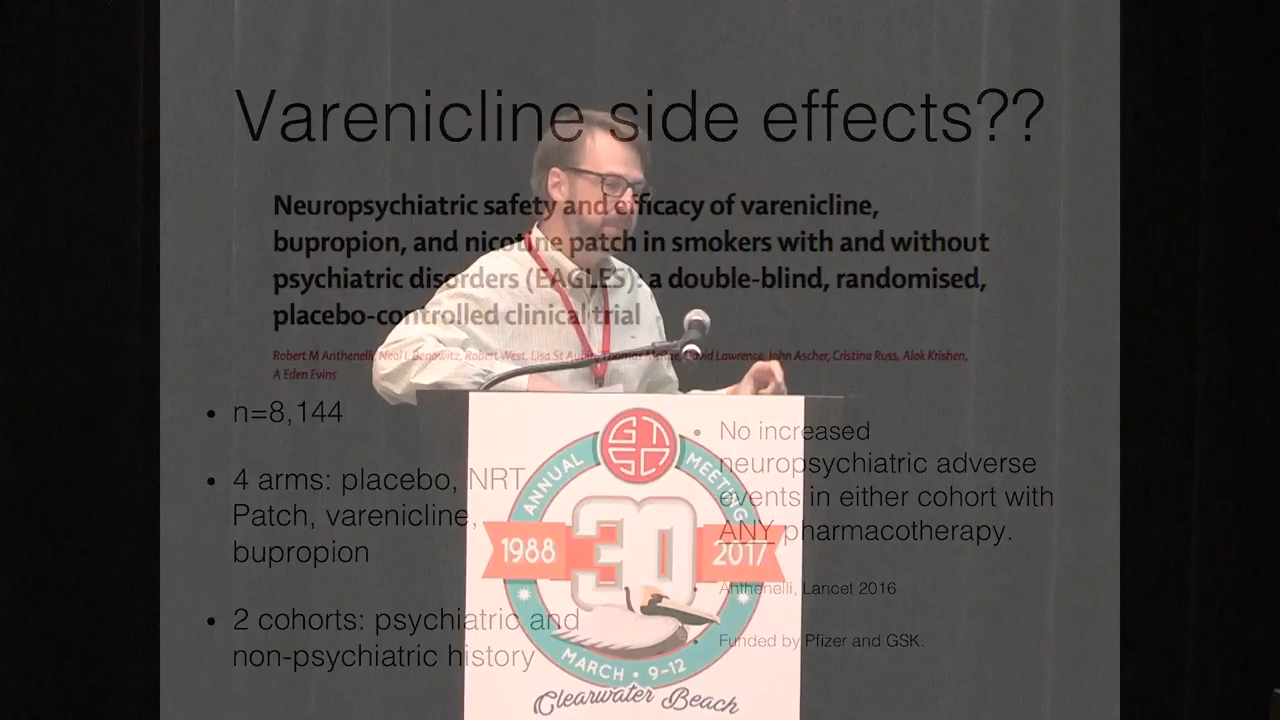 Varenicline side effects??
Neuropsychiatric safety and efficacy of varenicline,
bupropion, and nicotine patch in smokers with and without
psychiatric disorders (EAGLES): a double-blind, randomised,
placebo-controlled clinical trial
Robert M Anthenelli, Neal L Benowitz, Robert West, Lisa St Aubin, Thomas McRae, David Lawrence, John Ascher, Cristina Russ, Alok Krishen,
A Eden Evins
• n=8,144
• 4 arms: placebo, NRT
Patch, varenicline,
bupropion
• 2 cohorts: psychiatric and
non-psychiatric history
• No increased
neuropsychiatric adverse
events in either cohort with
ANY pharmacotherapy.
• Anthenelli, Lancet 2016
• Funded by Pfizer and GSK.
GTSC
ANNUAL MEETING
30
1988
2017
MARCH • 9-12
Clearwater Beach